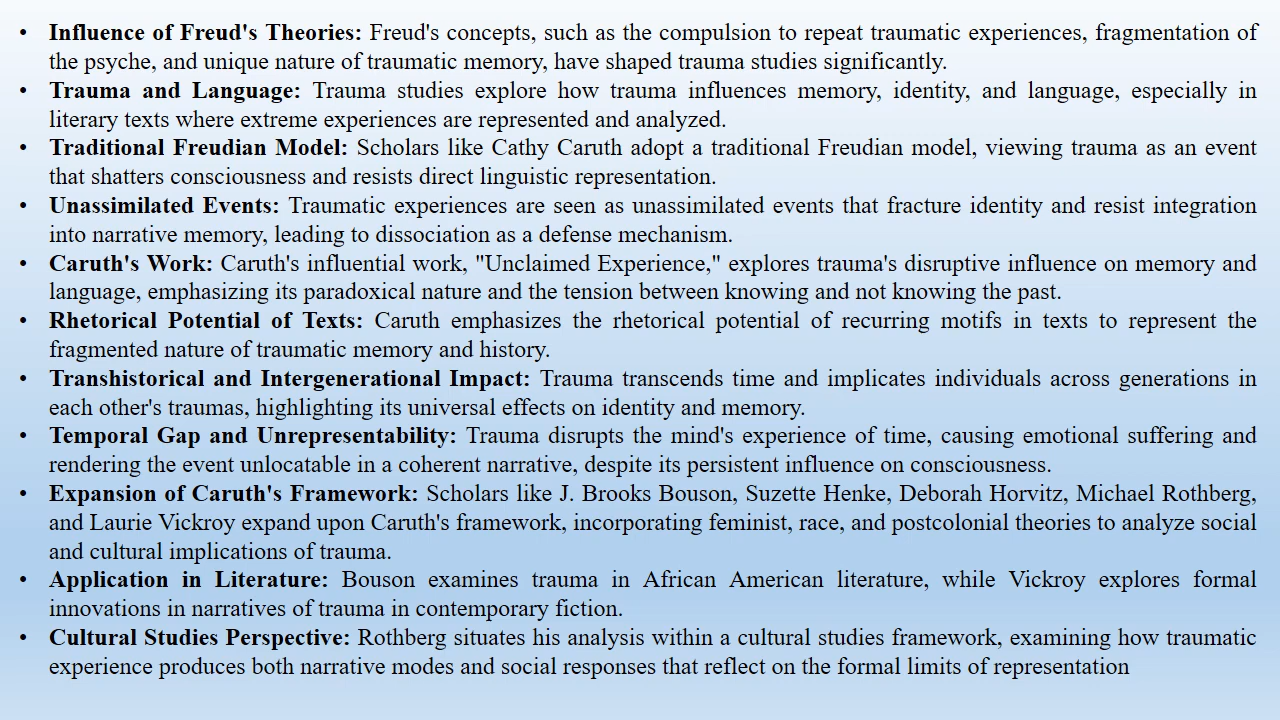 • Influence of Freud's Theories: Freud's concepts, such as the compulsion to repeat traumatic experiences, fragmentation of
the psyche, and unique nature of traumatic memory, have shaped trauma studies significantly.
• Trauma and Language: Trauma studies explore how trauma influences memory, identity, and language, especially in
literary texts where extreme experiences are represented and analyzed.
• Traditional Freudian Model: Scholars like Cathy Caruth adopt a traditional Freudian model, viewing trauma as an event
that shatters consciousness and resists direct linguistic representation.
• Unassimilated Events: Traumatic experiences are seen as unassimilated events that fracture identity and resist integration
into narrative memory, leading to dissociation as a defense mechanism.
• Caruth's Work: Caruth's influential work, "Unclaimed Experience," explores trauma's disruptive influence on memory and
language, emphasizing its paradoxical nature and the tension between knowing and not knowing the past.
• Rhetorical Potential of Texts: Caruth emphasizes the rhetorical potential of recurring motifs in texts to represent the
fragmented nature of traumatic memory and history.
• Transhistorical and Intergenerational Impact: Trauma transcends time and implicates individuals across generations in
each other's traumas, highlighting its universal effects on identity and memory.
• Temporal Gap and Unrepresentability: Trauma disrupts the mind's experience of time, causing emotional suffering and
rendering the event unlocatable in a coherent narrative, despite its persistent influence on consciousness.
• Expansion of Caruth's Framework: Scholars like J. Brooks Bouson, Suzette Henke, Deborah Horvitz, Michael Rothberg,
and Laurie Vickroy expand upon Caruth's framework, incorporating feminist, race, and postcolonial theories to analyze social
and cultural implications of trauma.
• Application in Literature: Bouson examines trauma in African American literature, while Vickroy explores formal
innovations in narratives of trauma in contemporary fiction.
• Cultural Studies Perspective: Rothberg situates his analysis within a cultural studies framework, examining how traumatic
experience produces both narrative modes and social responses that reflect on the formal limits of representation